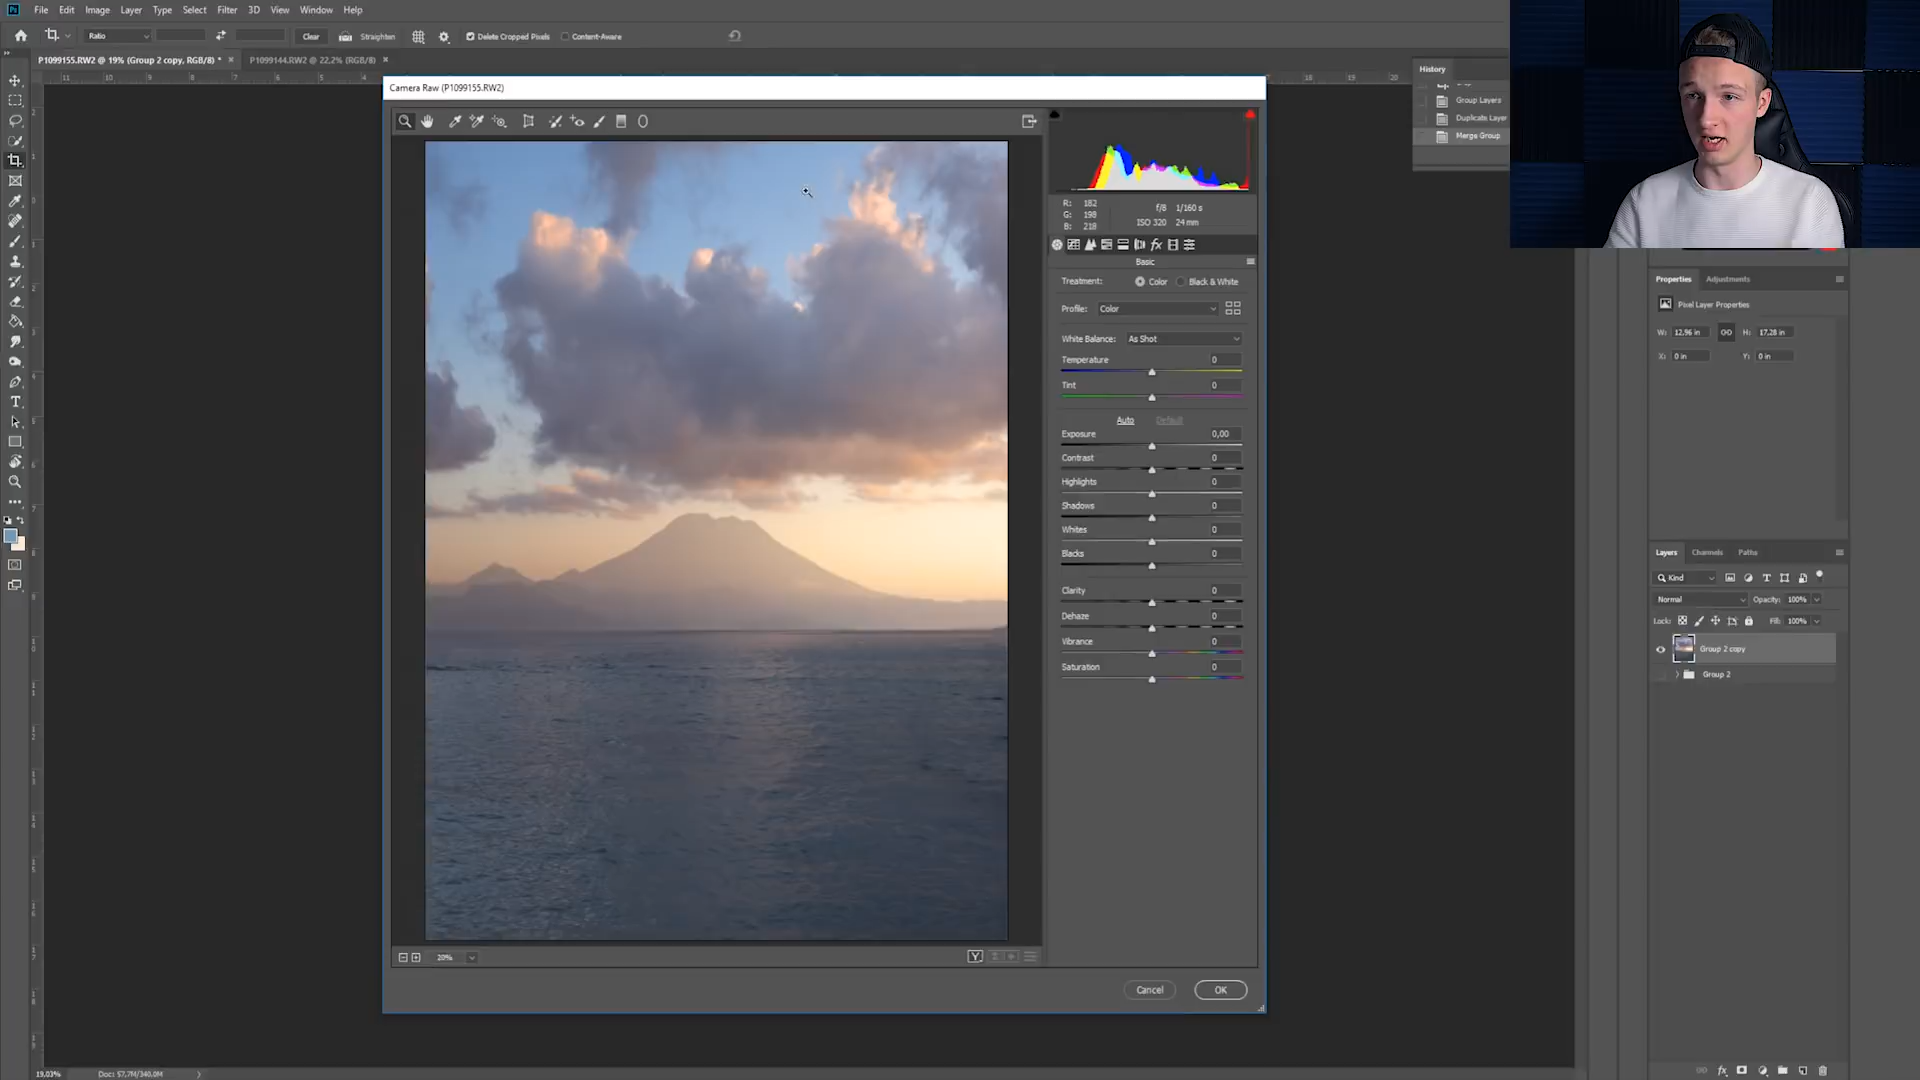 Ps File Edit Image Layer Type Select Filter 3D View Window Help
Ratio Clear Straighten Delete Cropped Pixels Content-Aware
P1099155.RW2 @ 19% (Group 2 copy, RGB/8) * × P1099144.RW2 @ 22,2% (RGB/8) ×
Camera Raw (P1099155.RW2)
History
Group Layers
Duplicate Layer
Merge Group
R: 182
G: 198
B: 218
f/8 1/160 s
ISO 320 24 mm
Basic
Treatment: Color Black & White
Profile: Color
White Balance: As Shot
Temperature 0
Tint 0
Auto Default
Exposure 0,00
Contrast 0
Highlights 0
Shadows 0
Whites 0
Blacks 0
Clarity 0
Dehaze 0
Vibrance 0
Saturation 0
20%
Y
Cancel OK
Properties Adjustments
Pixel Layer Properties
W: 12,96 in H: 17,28 in
X: 0 in Y: 0 in
Layers Channels Paths
Kind
Normal Opacity: 100%
Lock: Fill: 100%
Group 2 copy
Group 2
19,03% Doc: 57,7M/340,0M